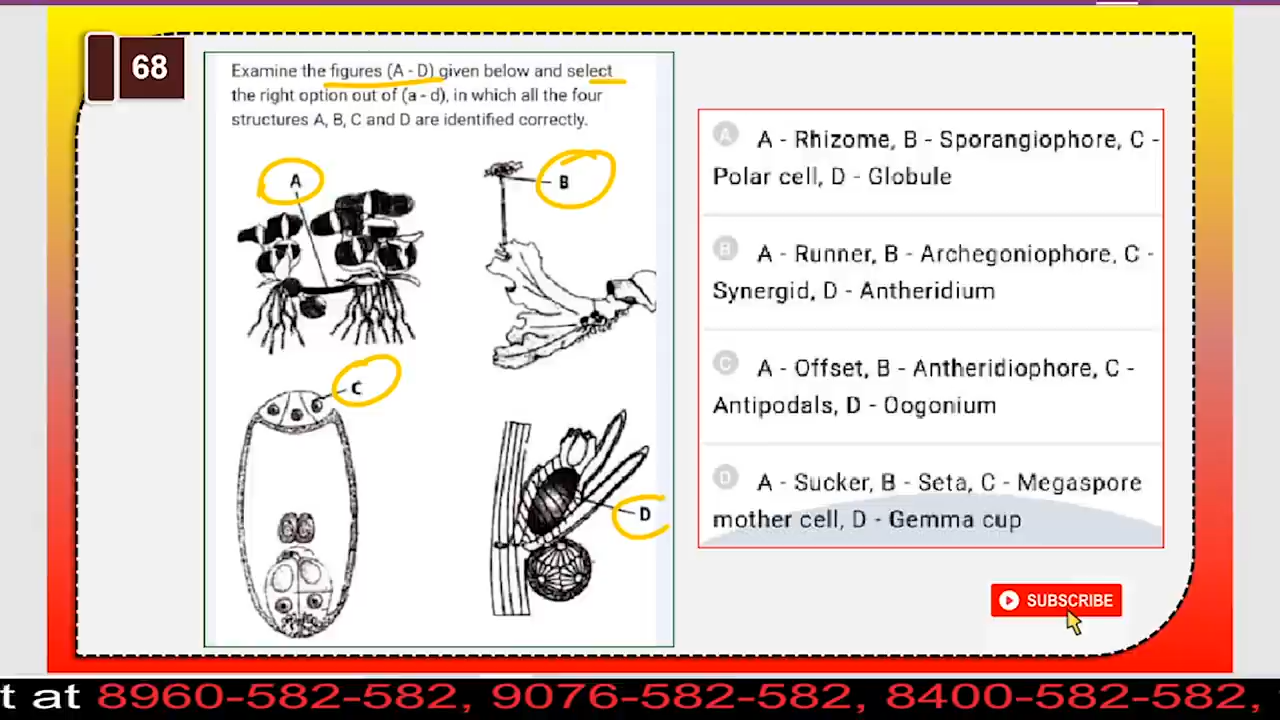 68
Examine the figures (A - D) given below and select
the right option out of (a - d), in which all the four
structures A, B, C and D are identified correctly.
A
B
C
D
A A - Rhizome, B - Sporangiophore, C -
Polar cell, D - Globule
B A - Runner, B - Archegoniophore, C -
Synergid, D - Antheridium
C A - Offset, B - Antheridiophore, C -
Antipodals, D - Oogonium
D A - Sucker, B - Seta, C - Megaspore
mother cell, D - Gemma cup
SUBSCRIBE
t at 8960-582-582, 9076-582-582, 8400-582-582,